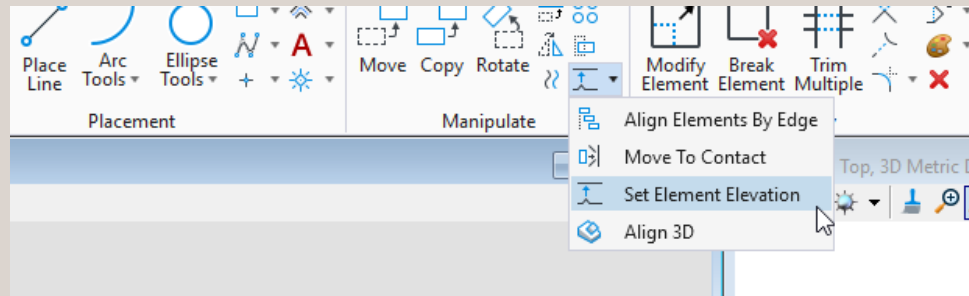 Place
Line
Arc
Tools
Ellipse
Tools
A
Move
Copy
Rotate
Modify
Element
Break
Element
Trim
Multiple
Placement
Manipulate
Align Elements By Edge
Move To Contact
Set Element Elevation
Align 3D
Top, 3D Metric D